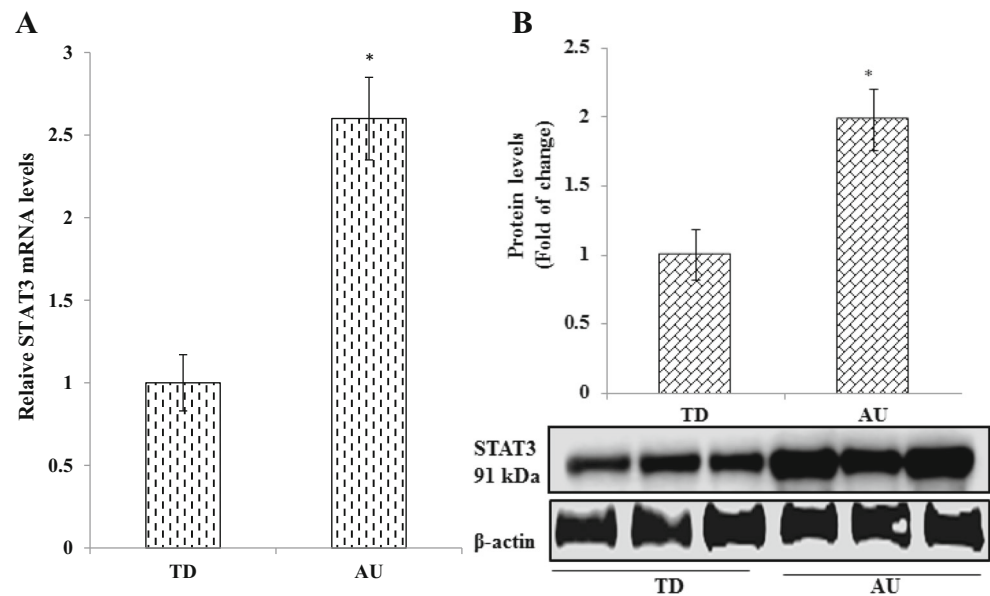 A
Relaive STAT3 mRNA levels
3
*
2.5
2
1.5
1
0.5
0
TD AU
B
Protein levels
(Fold of change)
2.5
*
2
1.5
1
0.5
0
TD AU
STAT3
91 kDa
β-actin
TD AU